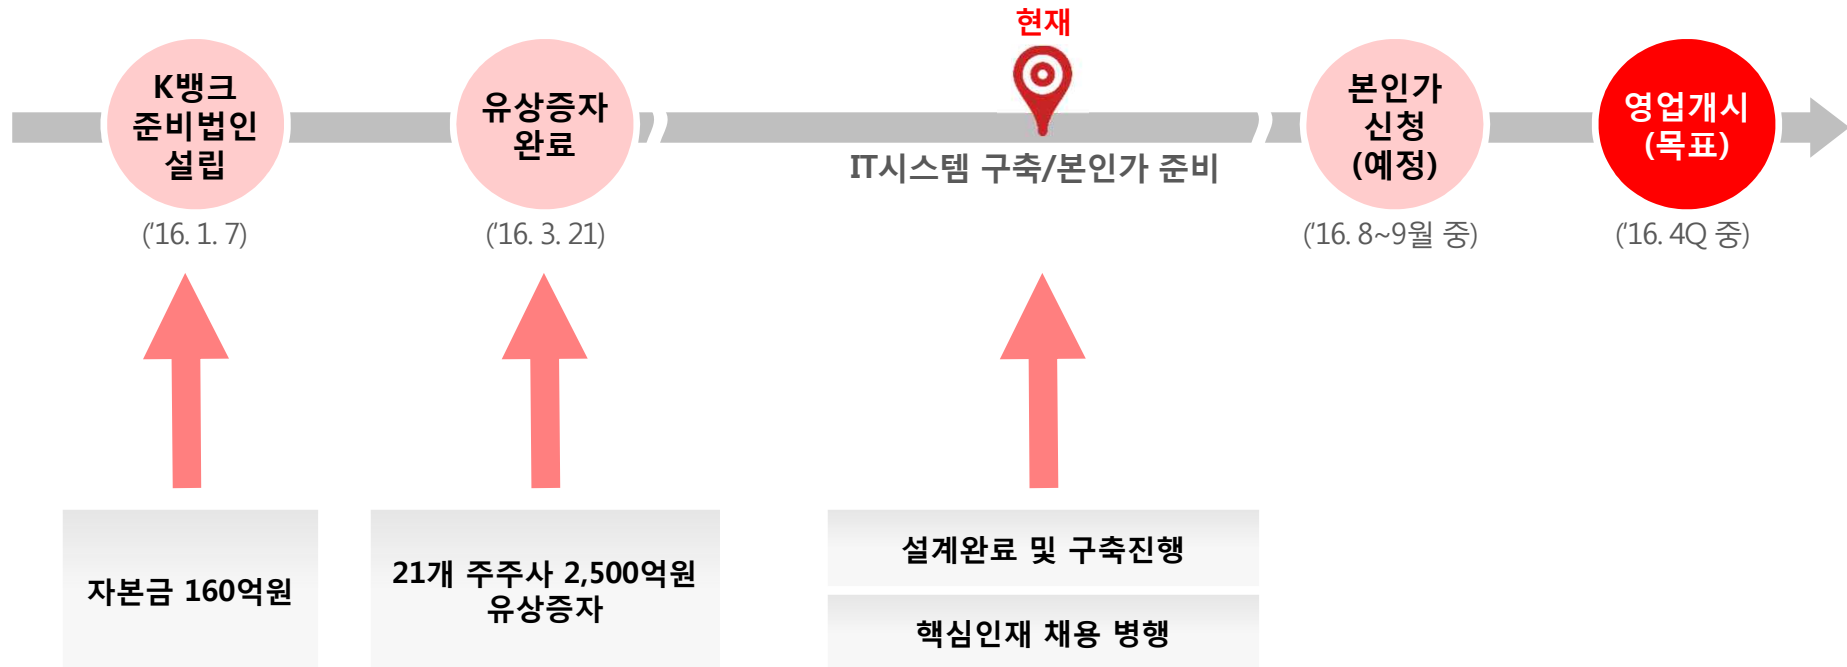 현재
K뱅크
준비법인
설립
유상증자
완료
IT시스템 구축/본인가 준비
본인가
신청
(예정)
영업개시
(목표)
('16. 1. 7)
('16. 3. 21)
('16. 8~9월 중)
('16. 4Q 중)
자본금 160억원
21개 주주사 2,500억원
유상증자
설계완료 및 구축진행
핵심인재 채용 병행